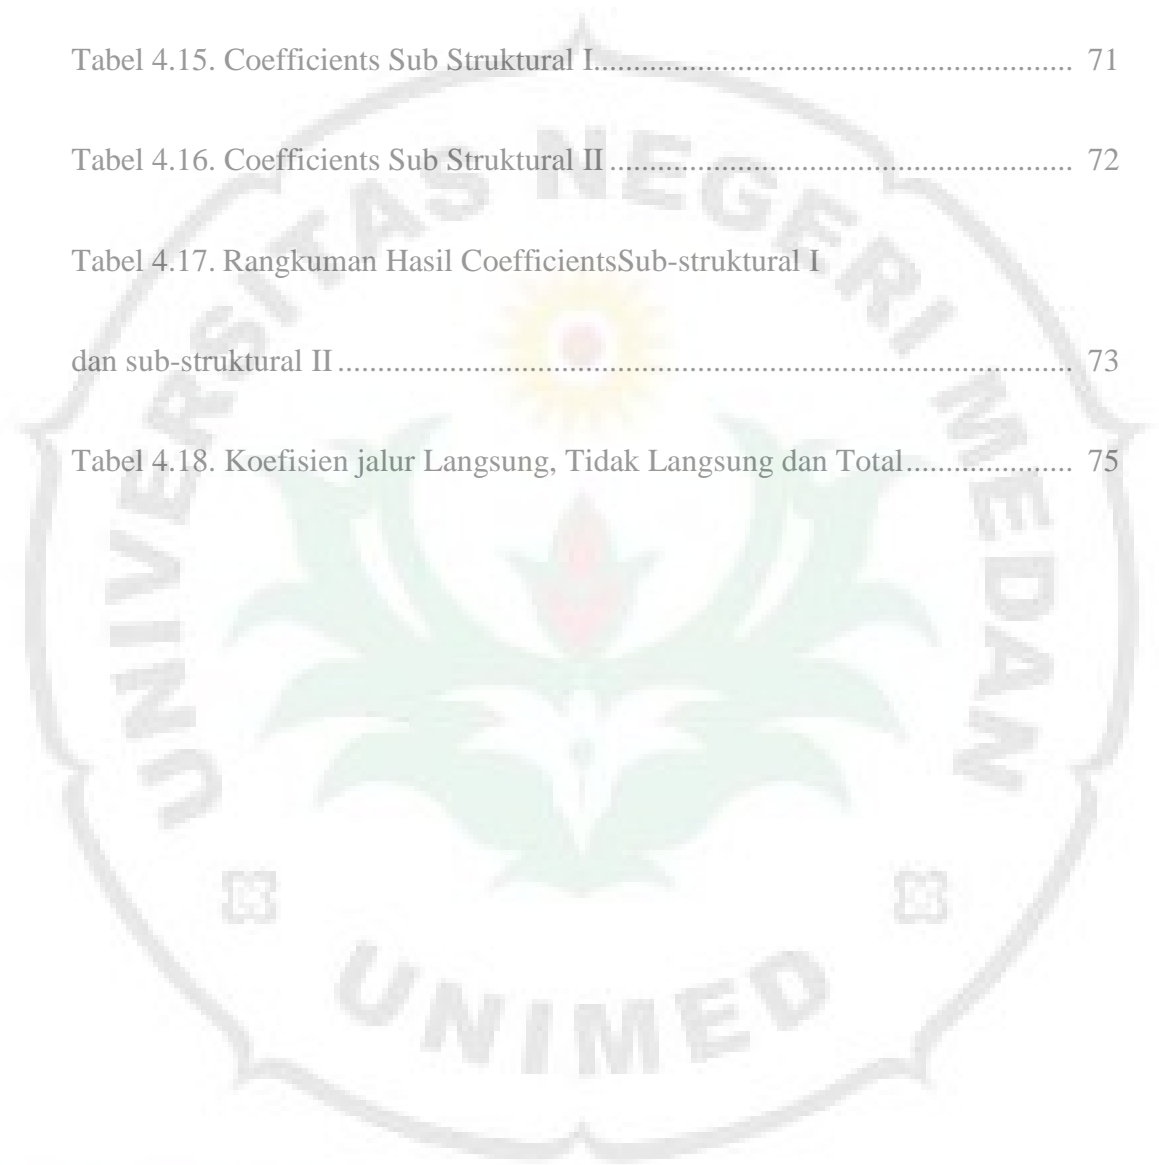 Tabel 4.15. Coefficients Sub Struktural I............................................................ 71
Tabel 4.16. Coefficients Sub Struktural II .......................................................... 72
Tabel 4.17. Rangkuman Hasil CoefficientsSub-struktural I
dan sub-struktural II ............................................................................................ 73
Tabel 4.18. Koefisien jalur Langsung, Tidak Langsung dan Total..................... 75
UNIVERSITAS NEGERI MEDAN
UNIMED